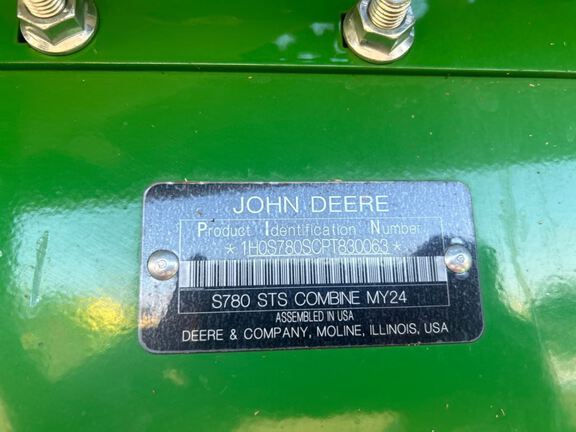 JOHN DEERE
Product Identification Number
*1H0S780SCPT830063*
S780 STS COMBINE MY24
ASSEMBLED IN USA
DEERE & COMPANY, MOLINE, ILLINOIS, USA